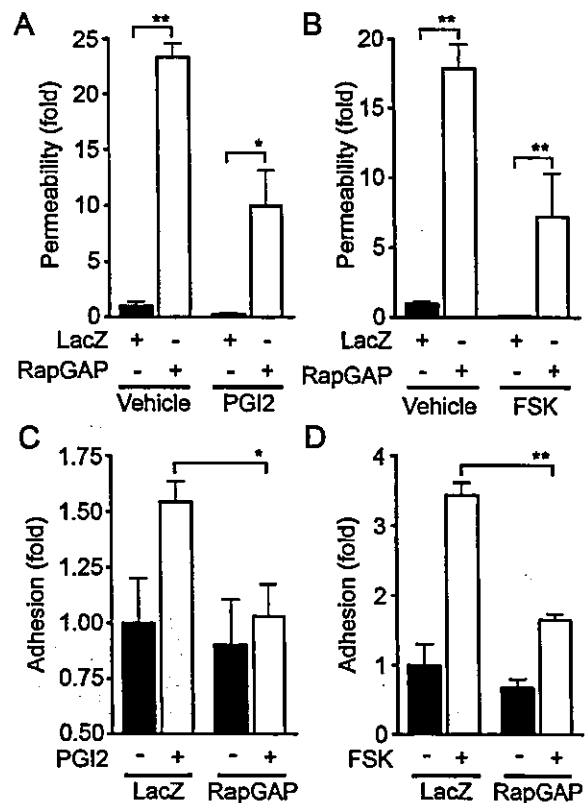 A
Permeability (fold)
25
20
15
10
5
0
**
*
LacZ + - + -
RapGAP - + - +
Vehicle PGI2
B
Permeability (fold)
20
15
10
5
0
**
**
LacZ + - + -
RapGAP - + - +
Vehicle FSK
C
Adhesion (fold)
1.75
1.50
1.25
1.00
0.75
0.50
*
PGI2 - + - +
LacZ RapGAP
D
Adhesion (fold)
4
3
2
1
0
**
FSK - + - +
LacZ RapGAP